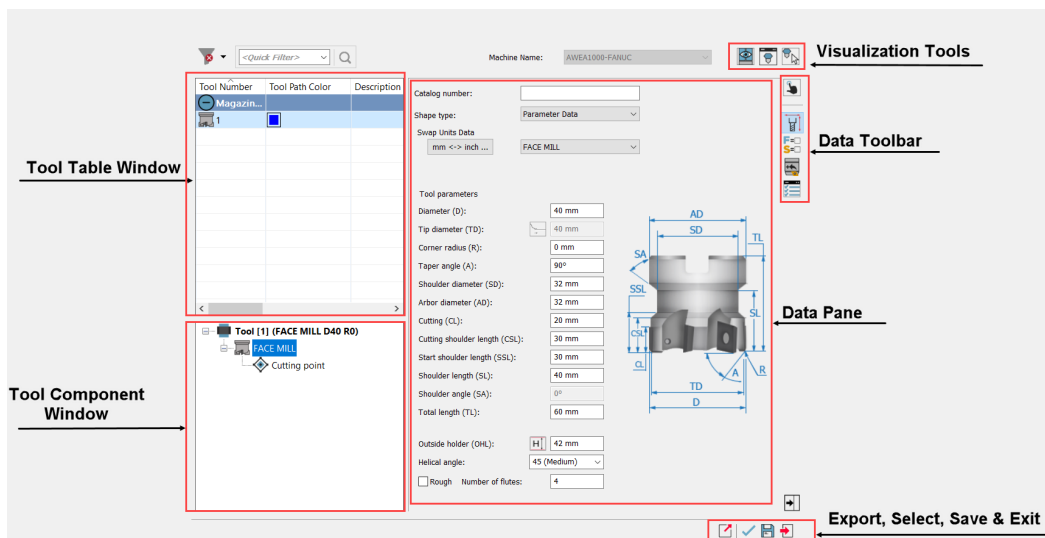 <Quick Filter>
Machine Name: AWEA1000-FANUC
Visualization Tools
Tool Number Tool Path Color Description
Magazin...
1
Tool Table Window
Catalog number:
Shape type: Parameter Data
Swap Units Data
mm <-> inch ... FACE MILL
F=
S=
Data Toolbar
Tool parameters
Diameter (D): 40 mm
Tip diameter (TD): 40 mm
Corner radius (R): 0 mm
Taper angle (A): 90º
Shoulder diameter (SD): 32 mm
Arbor diameter (AD): 32 mm
Cutting (CL): 20 mm
Cutting shoulder length (CSL): 30 mm
Start shoulder length (SSL): 30 mm
Shoulder length (SL): 40 mm
Shoulder angle (SA): 0º
Total length (TL): 60 mm
Outside holder (OHL): H 42 mm
Helical angle: 45 (Medium)
Rough Number of flutes: 4
AD
SD
TL
SA
SSL
SL
CSL
CL
A
R
TD
D
Data Pane
Tool [1] (FACE MILL D40 R0)
FACE MILL
Cutting point
Tool Component
Window
Export, Select, Save & Exit